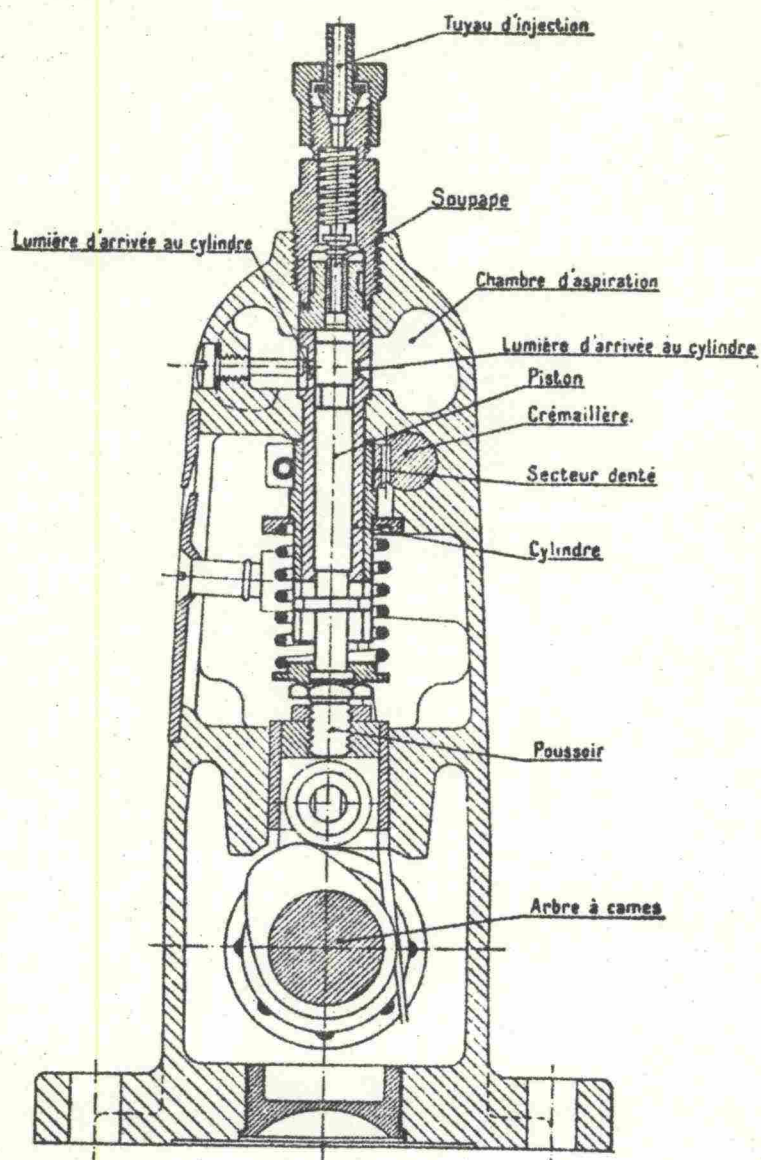 Tuyau d'injection
Soupape
Lumière d'arrivée au cylindre
Chambre d'aspiration
Lumière d'arrivée au cylindre
Piston
Crémaillère.
Secteur denté
Cylindre
Poussoir
Arbre à cames